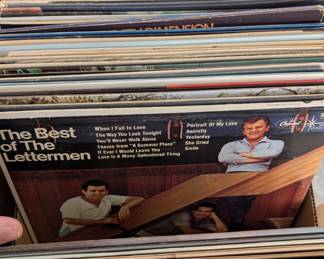 DIMENSION
The Best
of The
Lettermen
When I Fall In Love
The Way You Look Tonight
You'll Never Walk Alone
Theme from "A Summer Place"
If Ever I Would Leave You
Love Is a Many-Splendored Thing
Portrait Of My Love
Secretly
Yesterday
She Cried
Smile